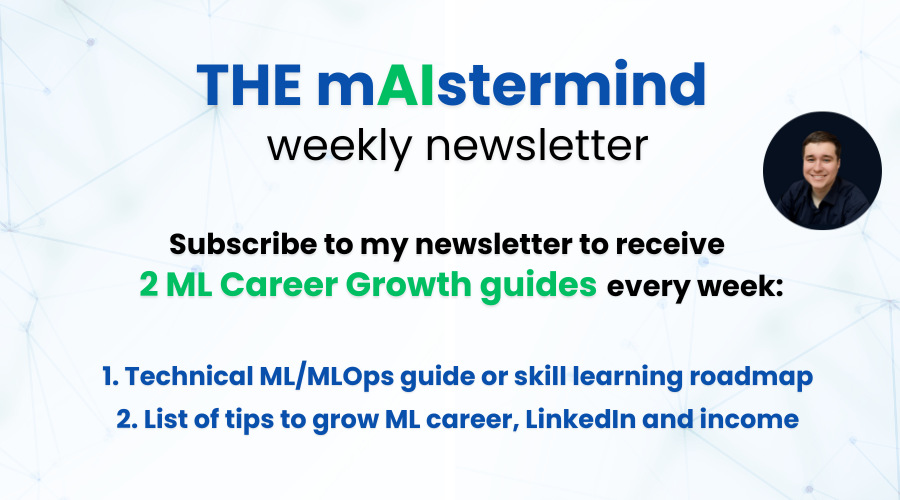 THE mAIstermind
weekly newsletter
Subscribe to my newsletter to receive
2 ML Career Growth guides every week:
1. Technical ML/MLOps guide or skill learning roadmap
2. List of tips to grow ML career, LinkedIn and income